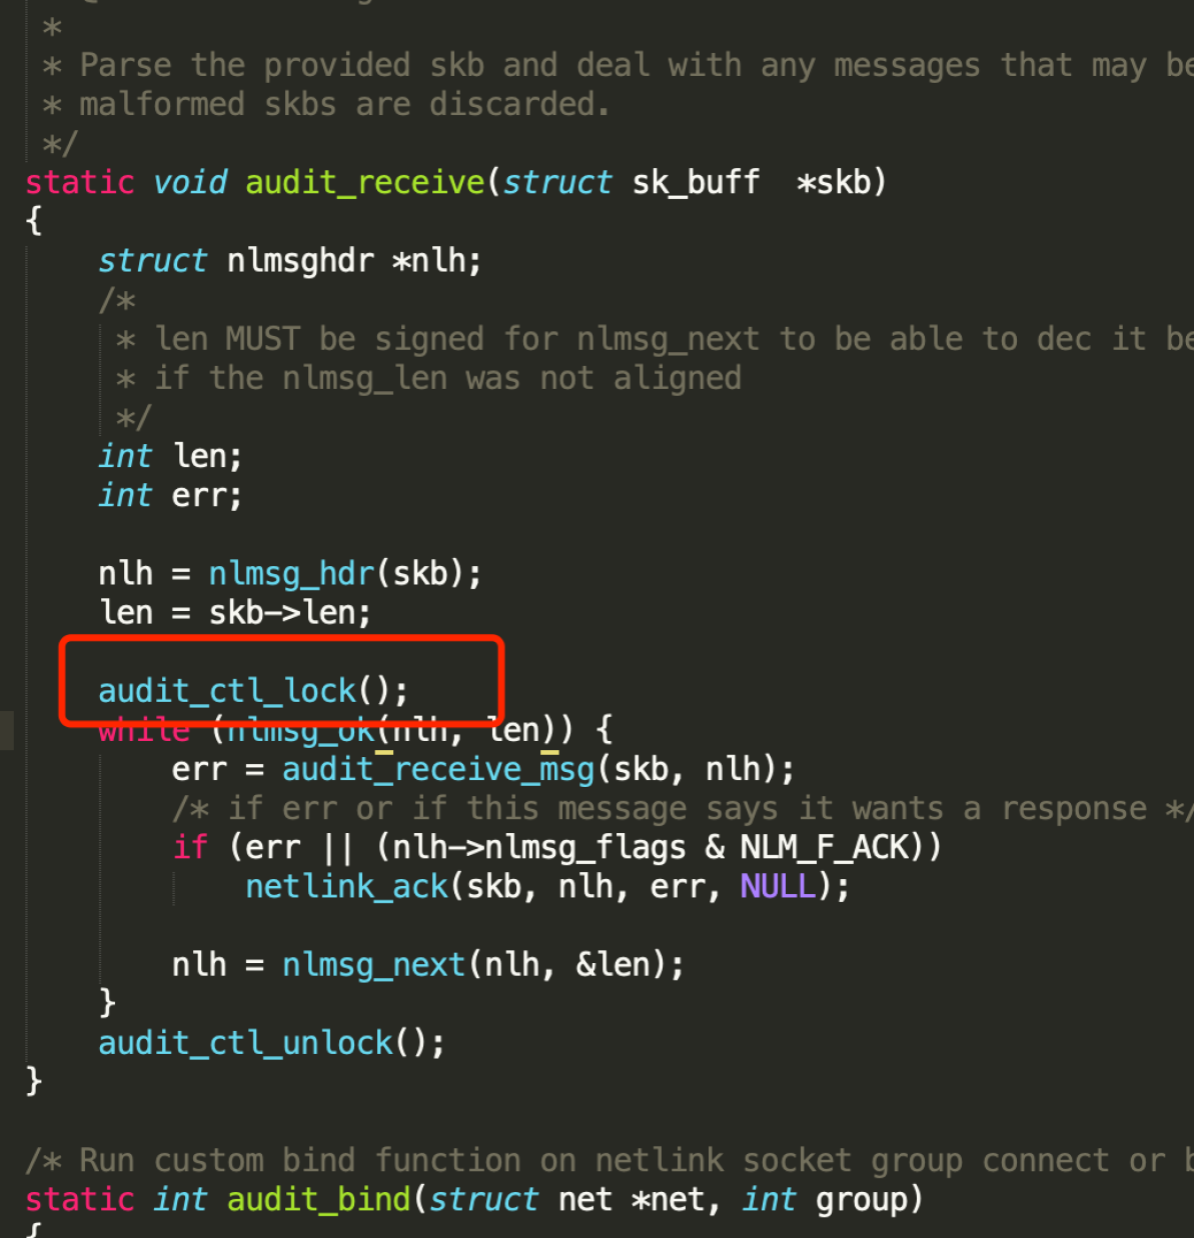 *
* Parse the provided skb and deal with any messages that may be
* malformed skbs are discarded.
*/
static void audit_receive(struct sk_buff  *skb)
{
    struct nlmsghdr *nlh;
    /*
     * len MUST be signed for nlmsg_next to be able to dec it be
     * if the nlmsg_len was not aligned
     */
    int len;
    int err;

    nlh = nlmsg_hdr(skb);
    len = skb->len;

    audit_ctl_lock();
    while (nlmsg_ok(nlh, len)) {
        err = audit_receive_msg(skb, nlh);
        /* if err or if this message says it wants a response */
        if (err || (nlh->nlmsg_flags & NLM_F_ACK))
            netlink_ack(skb, nlh, err, NULL);

        nlh = nlmsg_next(nlh, &len);
    }
    audit_ctl_unlock();
}

/* Run custom bind function on netlink socket group connect or b
static int audit_bind(struct net *net, int group)
{